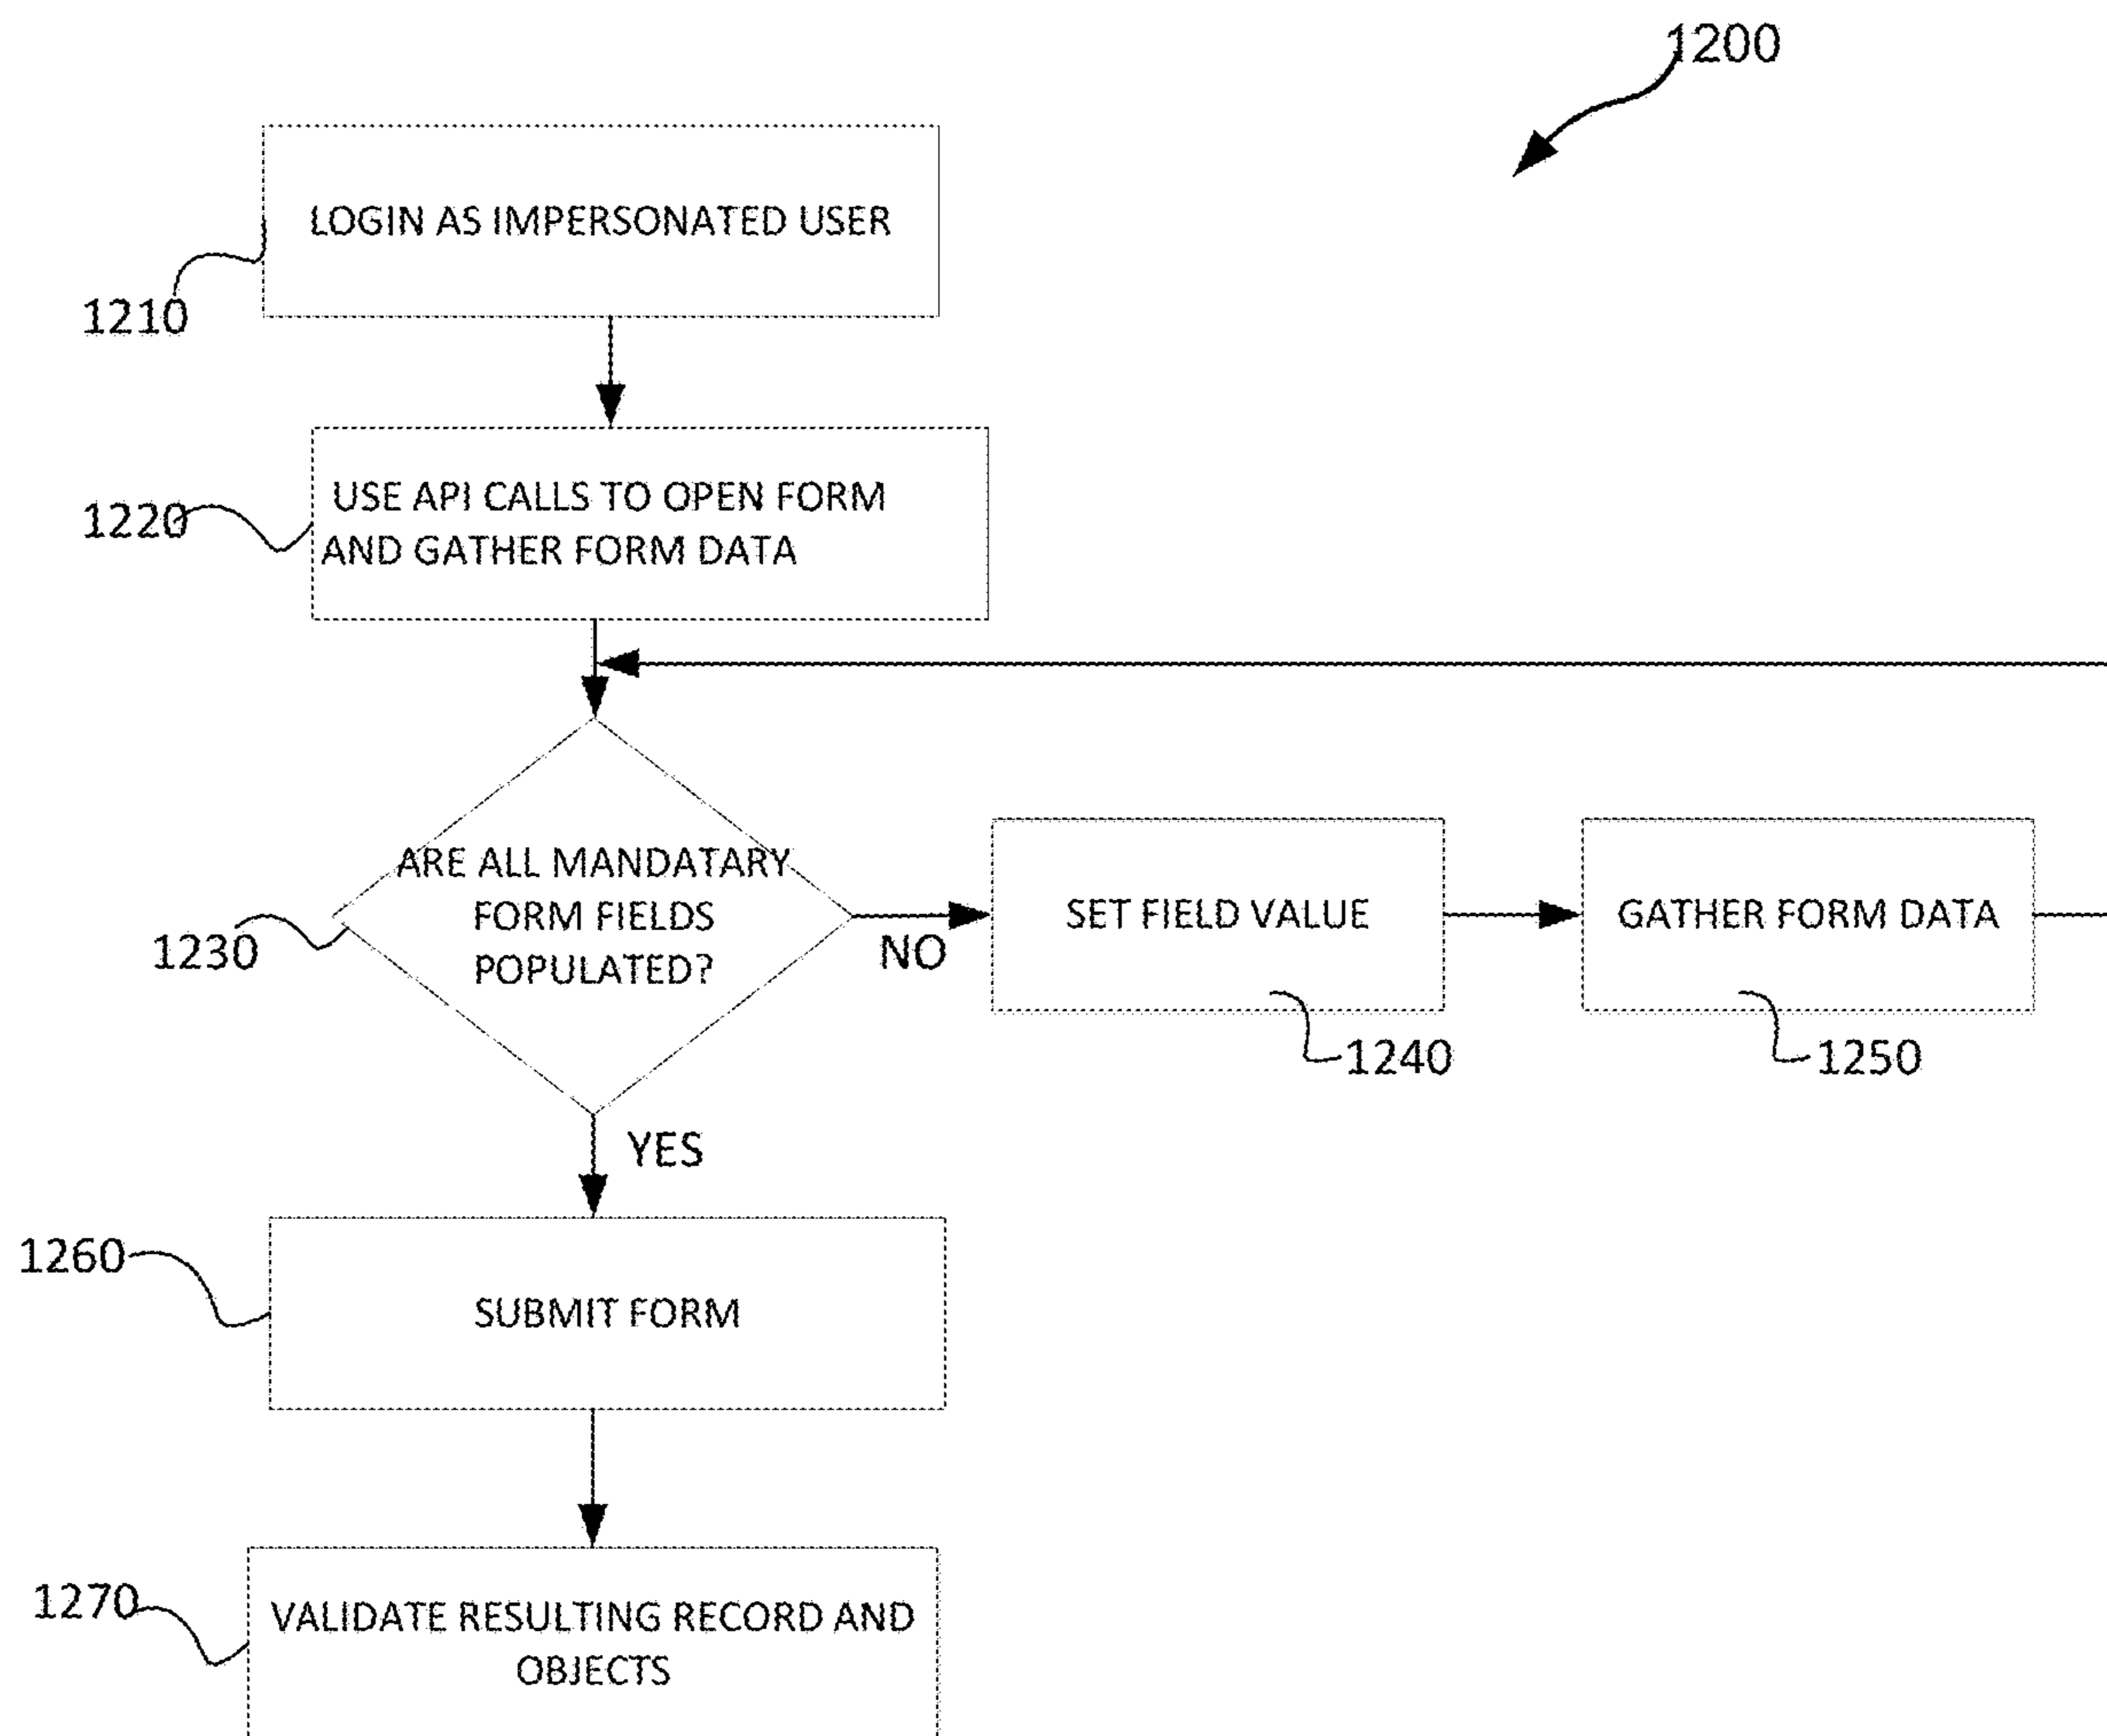 1200
LOGIN AS IMPERSONATED USER
1210
USE API CALLS TO OPEN FORM
AND GATHER FORM DATA
1220
ARE ALL MANDATARY
FORM FIELDS
POPULATED?
1230
NO
SET FIELD VALUE
1240
GATHER FORM DATA
1250
YES
1260
SUBMIT FORM
1270
VALIDATE RESULTING RECORD AND
OBJECTS